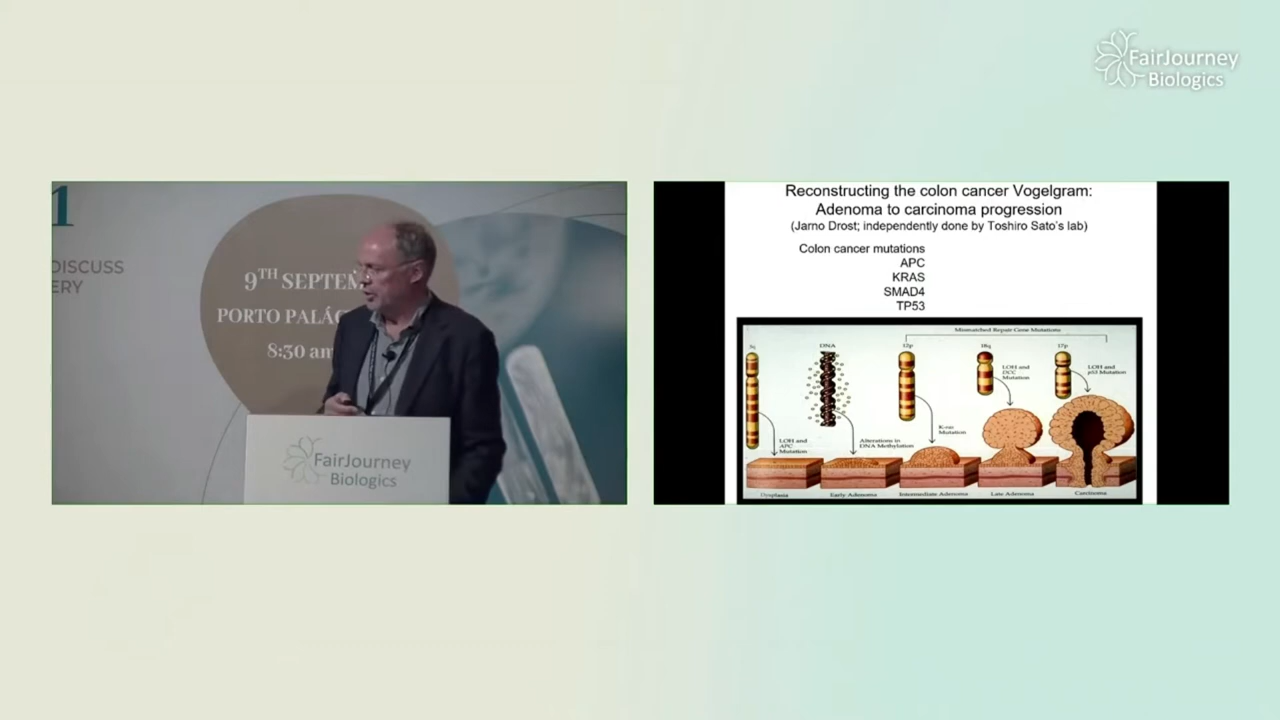 FairJourney
Biologics
1
DISCUSS
ERY
9TH SEPTEM
PORTO PALÁC
8:30 am
FairJourney
Biologics
Reconstructing the colon cancer Vogelgram:
Adenoma to carcinoma progression
(Jarno Drost; independently done by Toshiro Sato's lab)
Colon cancer mutations
APC
KRAS
SMAD4
TP53
Mismatched Repair Gene Mutations
5q
DNA
12p
18q
17p
LOH and
DCC
Mutation
LOH and
p53 Mutation
K-ras
Mutation
LOH and
APC
Mutation
Alterations in
DNA Methylation
Dysplasia
Early Adenoma
Intermediate Adenoma
Late Adenoma
Carcinoma